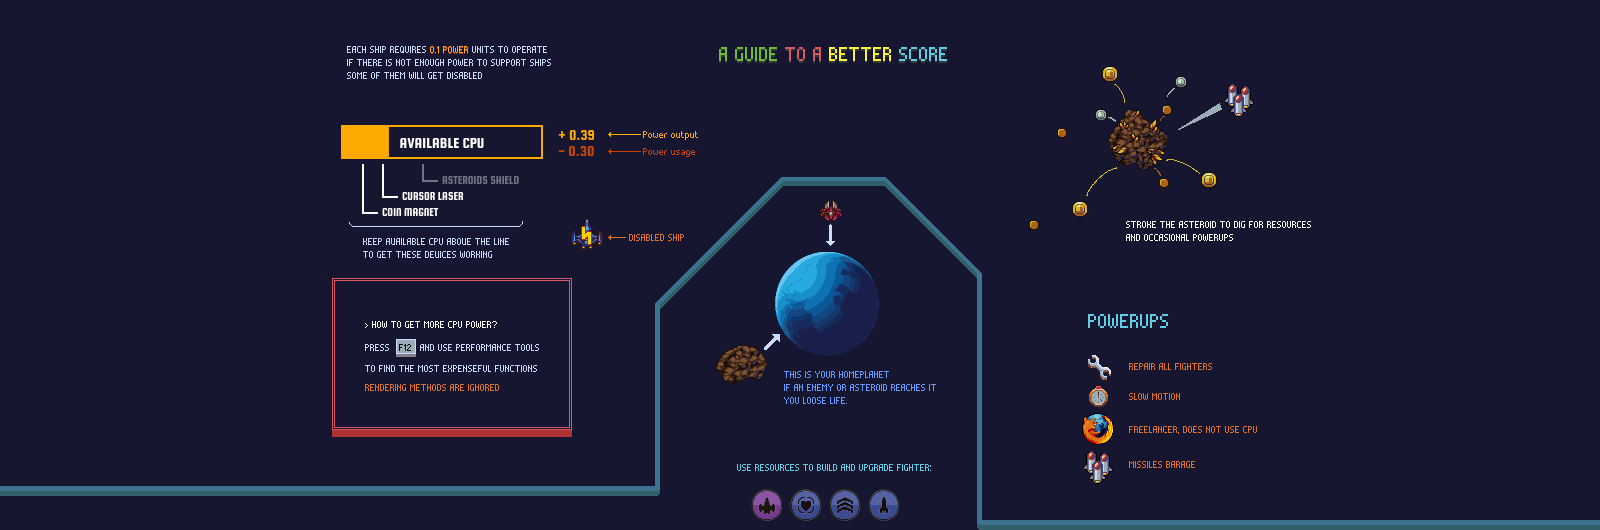 A GUIDE TO A BETTER SCORE
EACH SHIP REQUIRES 0.1 POWER UNITS TO OPERATE
IF THERE IS NOT ENOUGH POWER TO SUPPORT SHIPS
SOME OF THEM WILL GET DISABLED
AVAILABLE CPU
+ 0.39
Power output
- 0.30
Power usage
ASTEROIDS SHIELD
CURSOR LASER
COIN MAGNET
KEEP AVAILABLE CPU ABOVE THE LINE
TO GET THESE DEVICES WORKING
DISABLED SHIP
> HOW TO GET MORE CPU POWER?
PRESS F12 AND USE PERFORMANCE TOOLS
TO FIND THE MOST EXPENSEFUL FUNCTIONS
RENDERING METHODS ARE IGNORED
THIS IS YOUR HOMEPLANET
IF AN ENEMY OR ASTEROID REACHES IT
YOU LOOSE LIFE.
USE RESOURCES TO BUILD AND UPGRADE FIGHTER:
STROKE THE ASTEROID TO DIG FOR RESOURCES
AND OCCASIONAL POWERUPS
POWERUPS
REPAIR ALL FIGHTERS
SLOW MOTION
FREELANCER, DOES NOT USE CPU
MISSILES BARAGE